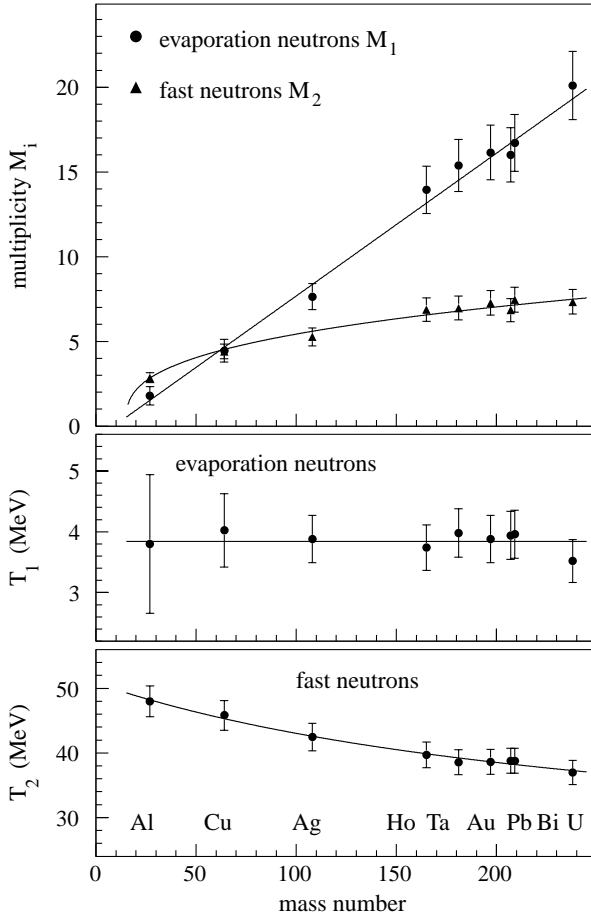 evaporation neutrons M1
fast neutrons M2
multiplicity Mi
20
15
10
5
0
evaporation neutrons
T1 (MeV)
5
4
3
fast neutrons
T2 (MeV)
50
40
30
Al Cu Ag Ho Ta Au Pb Bi U
0 50 100 150 200
mass number